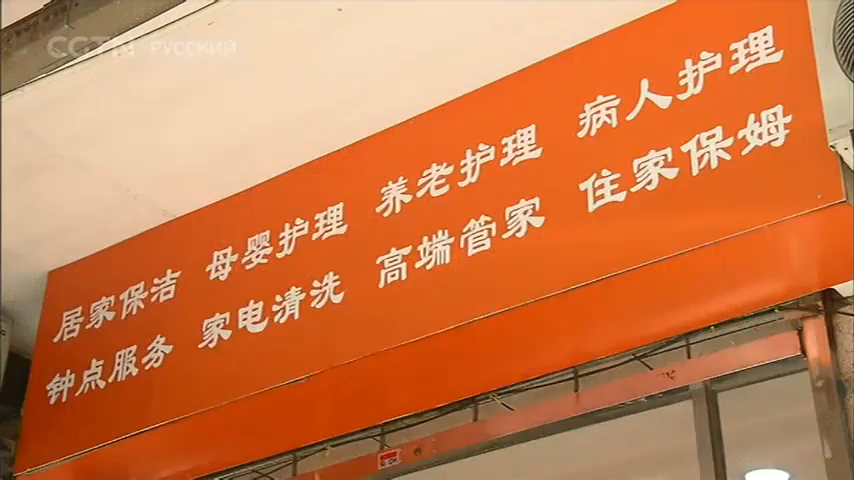 CGTN РУССКИЙ
居家保洁 母婴护理 养老护理 病人护理
钟点服务 家电清洗 高端管家 住家保姆